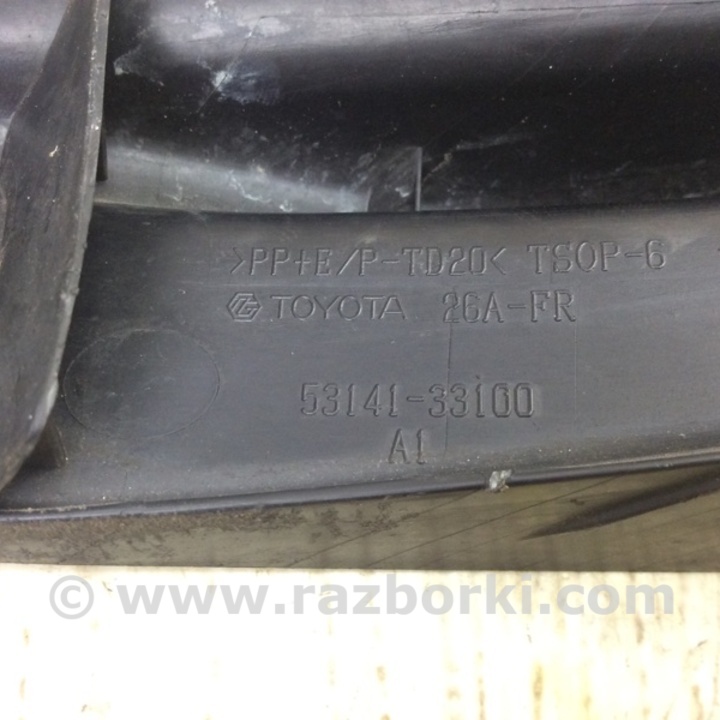 >PP+E/P-TD20< TSOP-6
TOYOTA 26A-FR
53141-33100
A1
© www.razborki.com